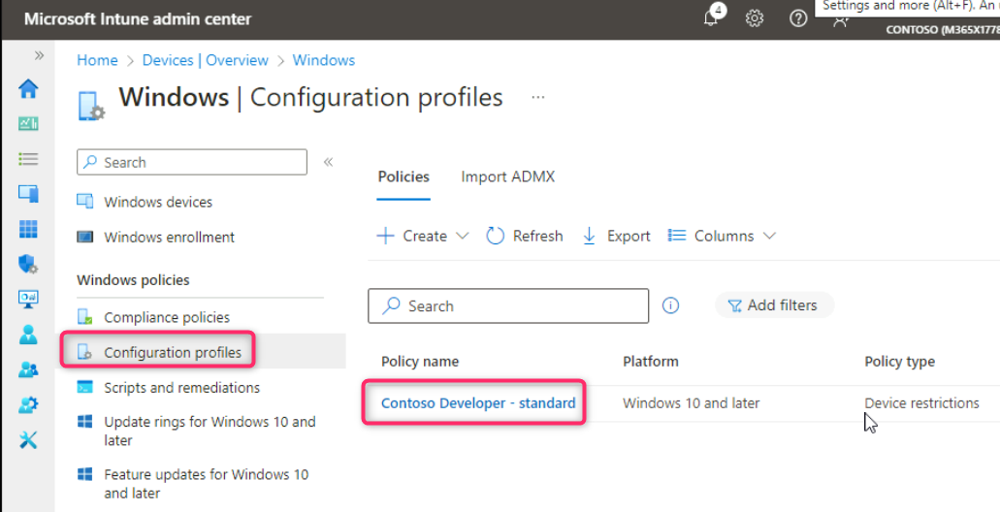 Microsoft Intune admin center
4
Settings and more (Alt+F). An
CONTOSO (M365X1778
Home > Devices | Overview > Windows
Windows | Configuration profiles ...
Search
Windows devices
Windows enrollment
Windows policies
Compliance policies
Configuration profiles
Scripts and remediations
Update rings for Windows 10 and
later
Feature updates for Windows 10
and later
Policies Import ADMX
Create Refresh Export Columns
Search Add filters
Policy name Platform Policy type
Contoso Developer - standard Windows 10 and later Device restrictions